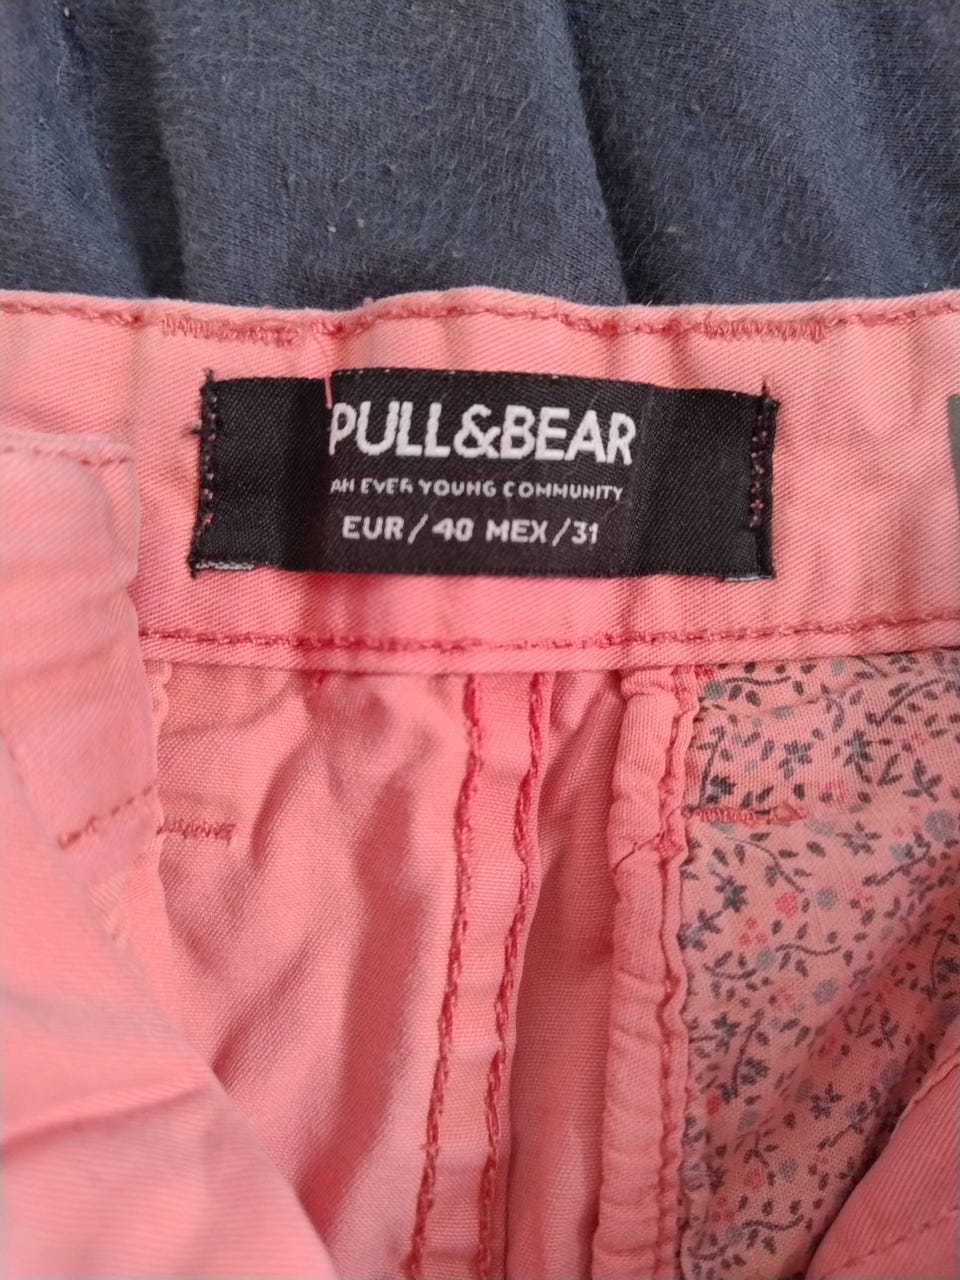 PULL&BEAR
AN EVER YOUNG COMMUNITY
EUR/40 MEX/31